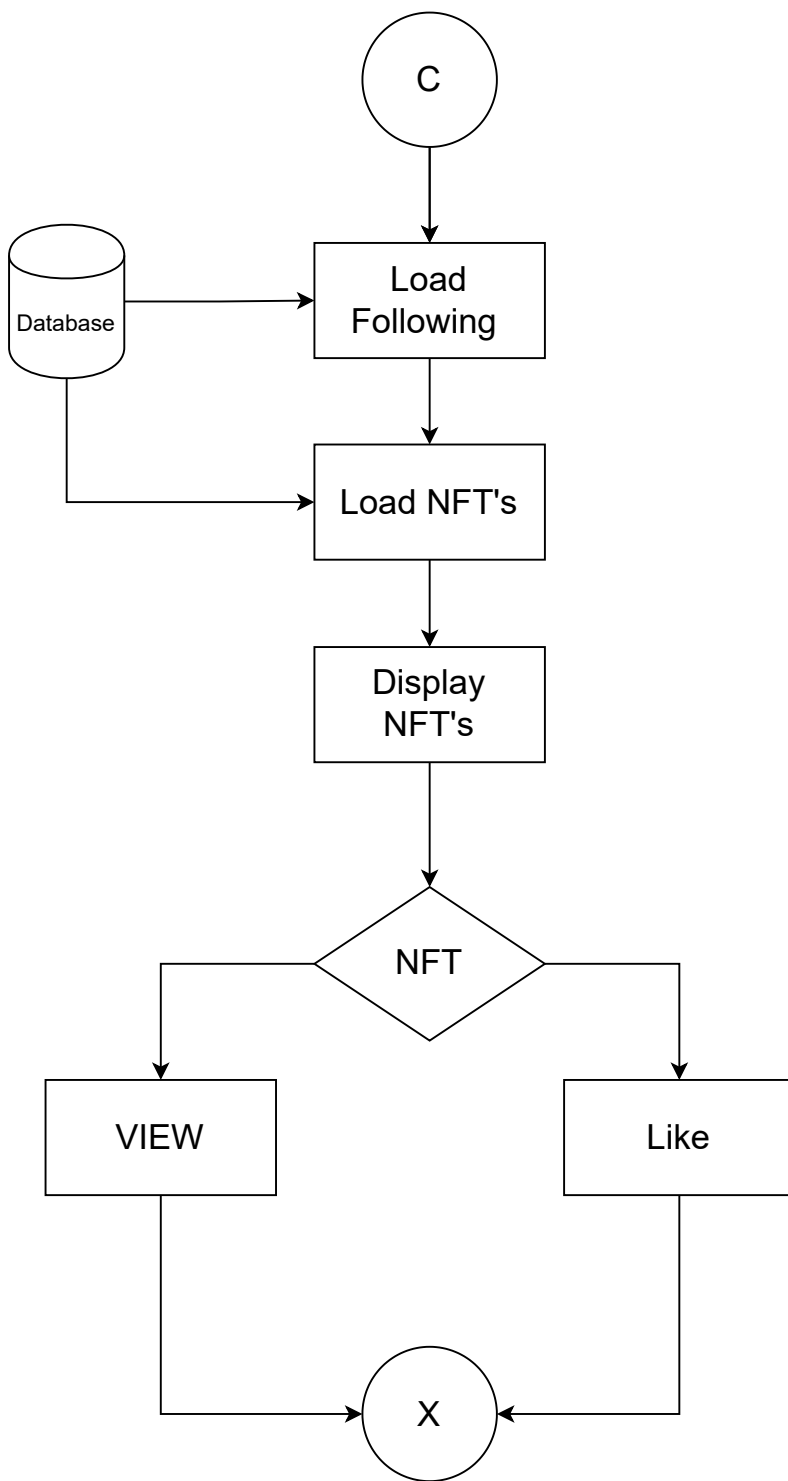 C
Load
Following
Database
Load NFT's
Display
NFT's
NFT
VIEW
Like
X